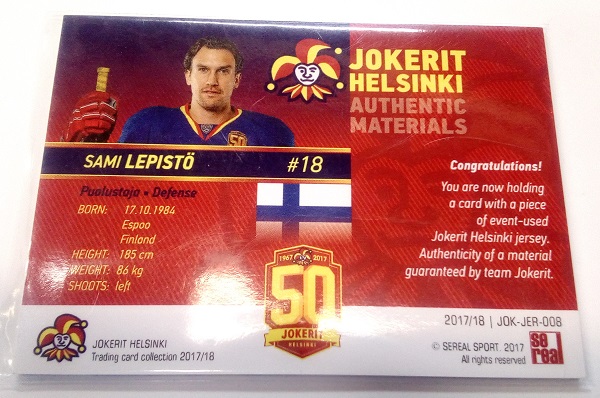 JOKERIT
HELSINKI
AUTHENTIC
MATERIALS
50
SAMI LEPISTÖ #18
Puolustaja • Defense
BORN: 17.10.1984
Espoo
Finland
HEIGHT: 185 cm
WEIGHT: 86 kg
SHOOTS: left
Congratulations!
You are now holding
a card with a piece
of event-used
Jokerit Helsinki jersey.
Authenticity of a material
guaranteed by team Jokerit.
1967 2017
50
JOKERIT
HELSINKI
JOKERIT HELSINKI
Trading card collection 2017/18
2017/18 | JOK-JER-008
© SEREAL SPORT. 2017
All rights reserved
se
real